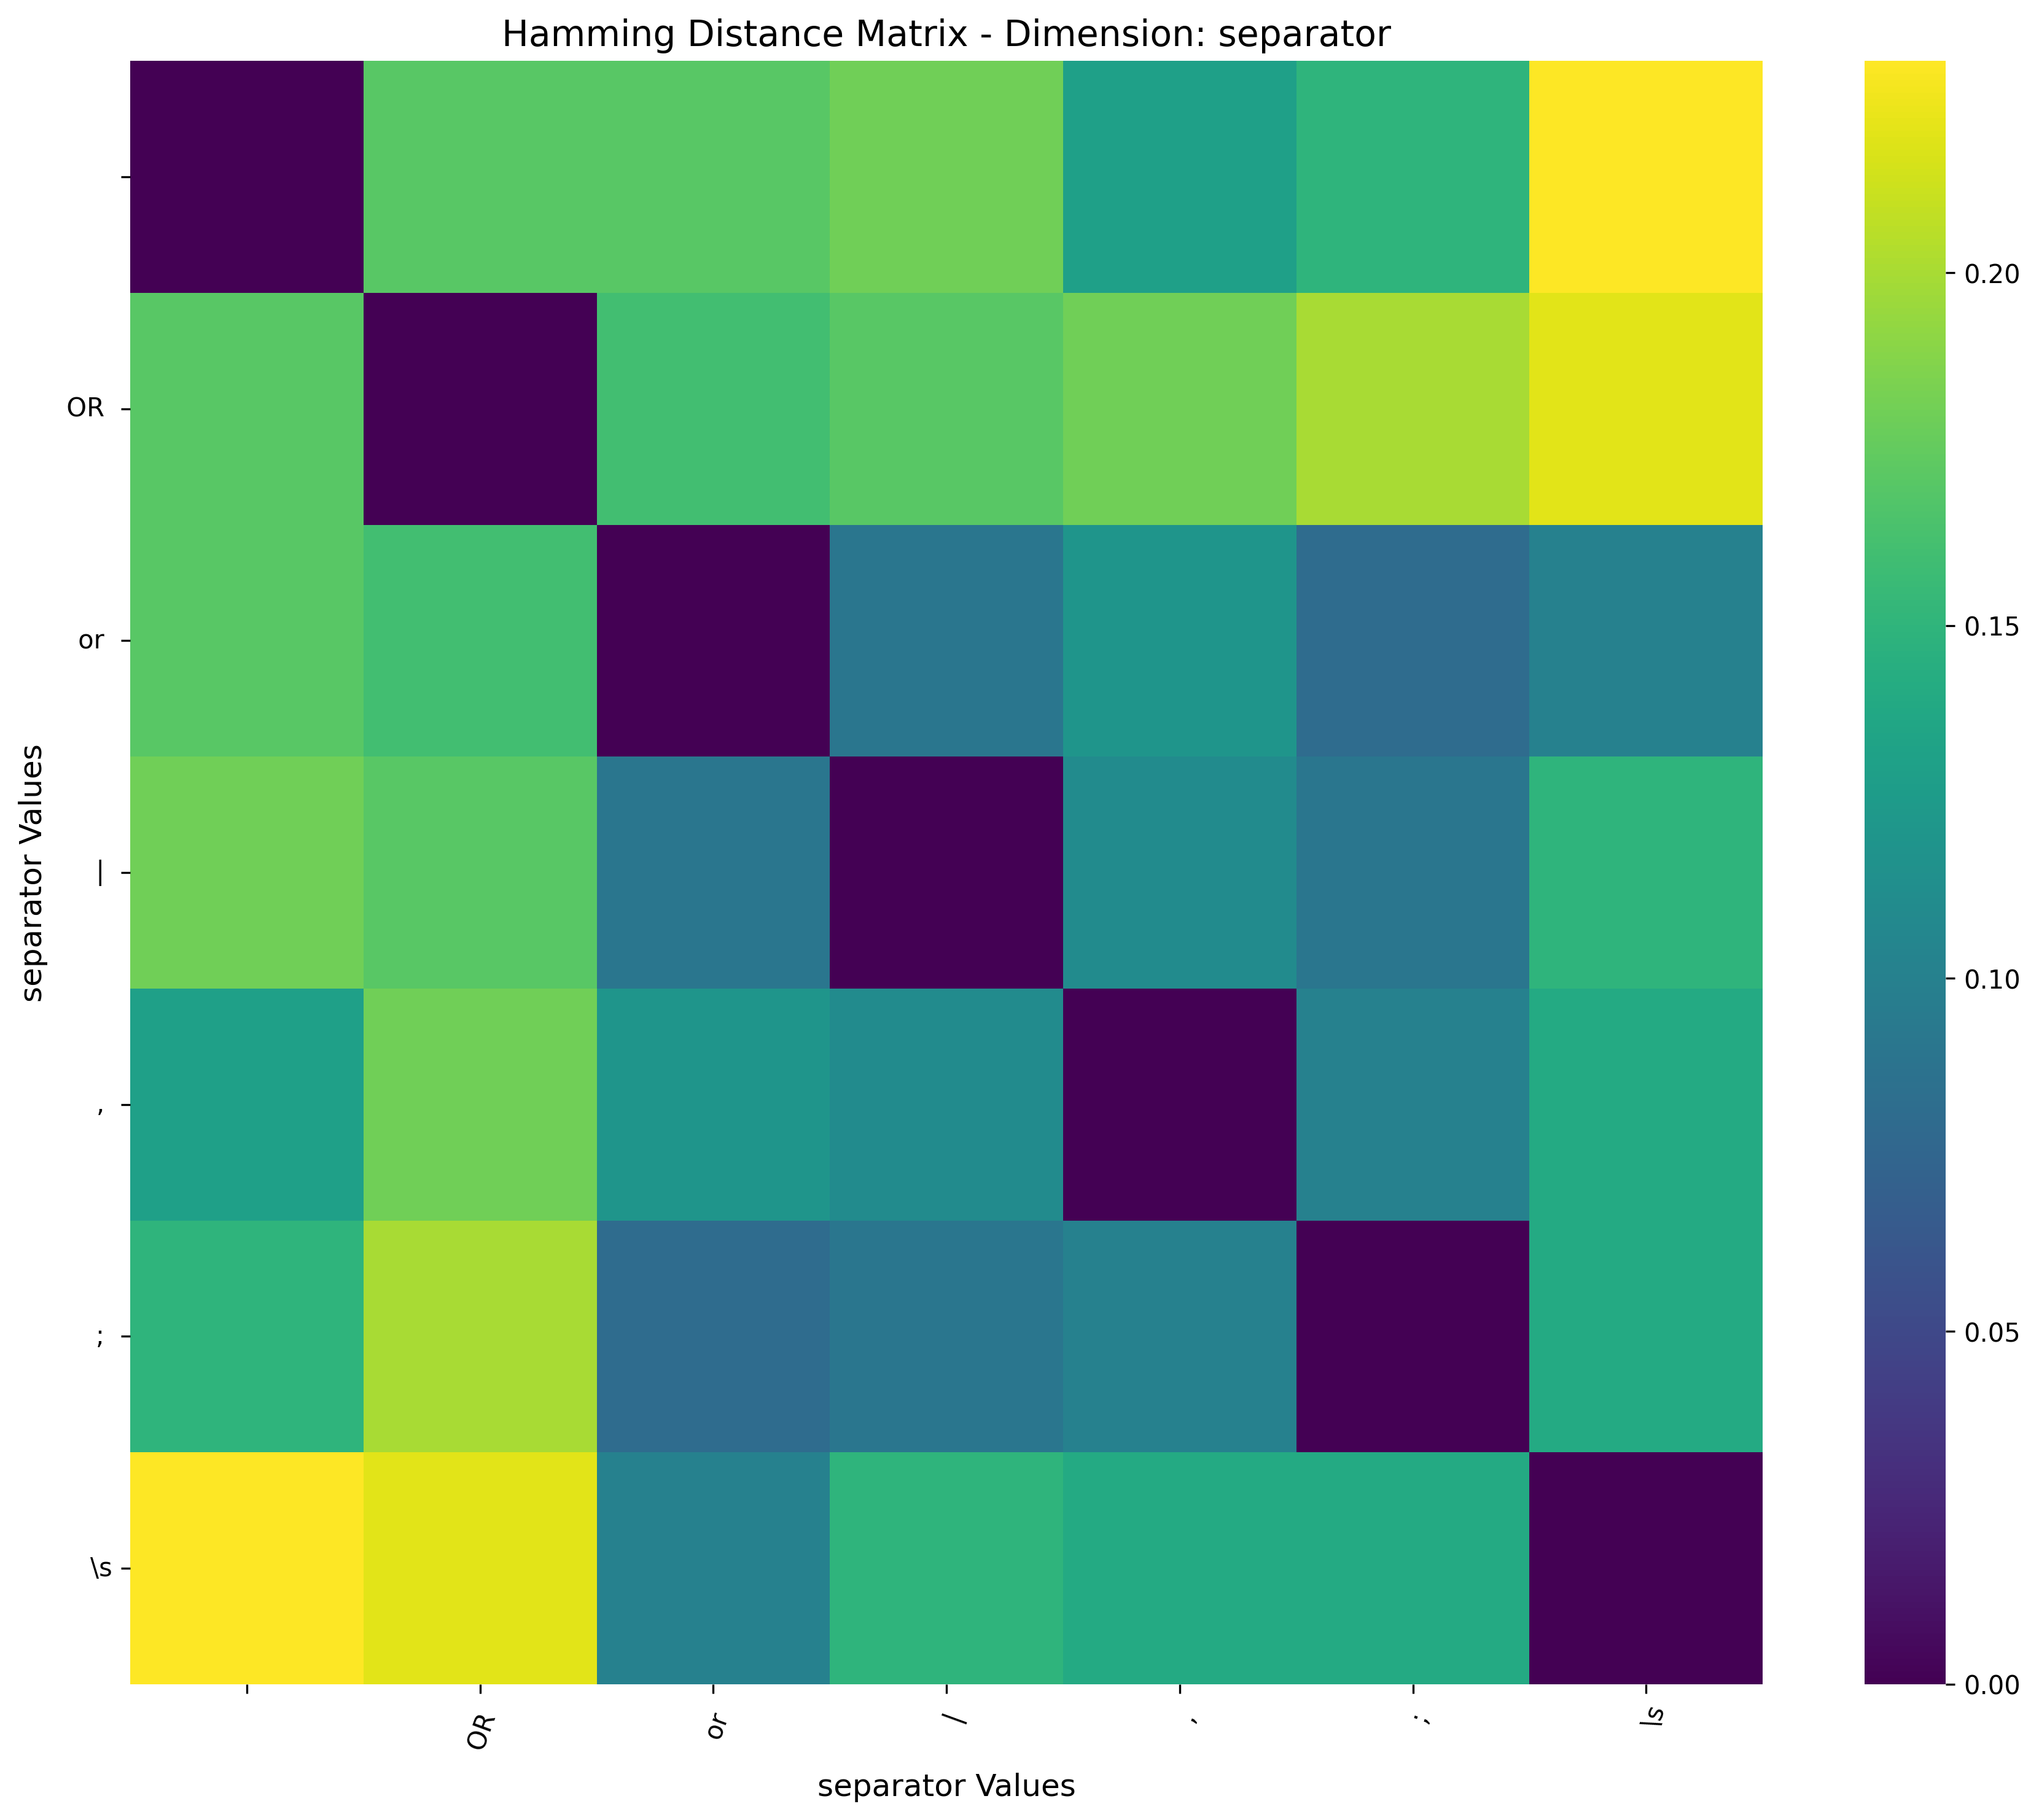 Hamming Distance Matrix - Dimension: separator
separator Values
OR
or
|
,
;
\s
OR
or
|
,
;
\s
separator Values
0.20
0.15
0.10
0.05
0.00